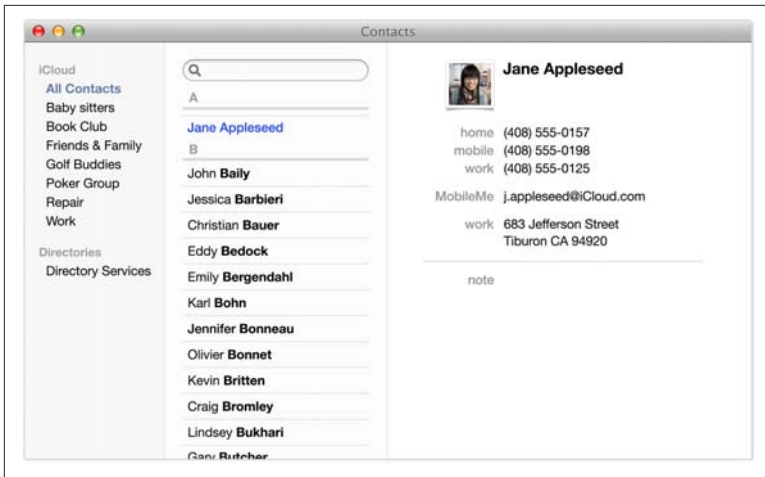 Contacts
iCloud
All Contacts
Baby sitters
Book Club
Friends & Family
Golf Buddies
Poker Group
Repair
Work
Directories
Directory Services
A
Jane Appleseed
B
John Baily
Jessica Barbieri
Christian Bauer
Eddy Bedock
Emily Bergendahl
Karl Bohn
Jennifer Bonneau
Olivier Bonnet
Kevin Britten
Craig Bromley
Lindsey Bukhari
Gary Butcher
Jane Appleseed
home (408) 555-0157
mobile (408) 555-0198
work (408) 555-0125
MobileMe j.appleseed@iCloud.com
work 683 Jefferson Street
Tiburon CA 94920
note